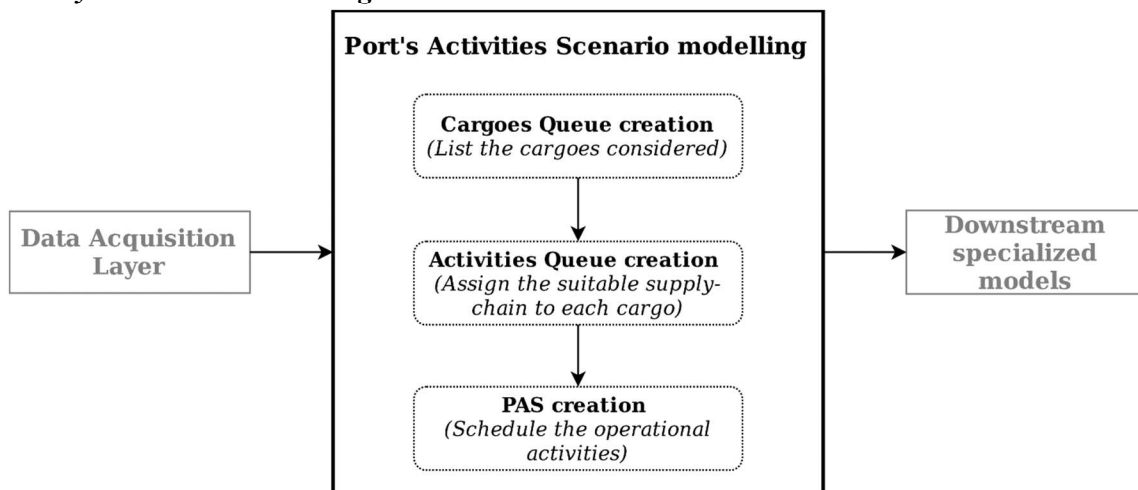 Port's Activities Scenario modelling
Cargoes Queue creation
(List the cargoes considered)
Data Acquisition
Layer
Activities Queue creation
(Assign the suitable supply-
chain to each cargo)
Downstream
specialized
models
PAS creation
(Schedule the operational
activities)